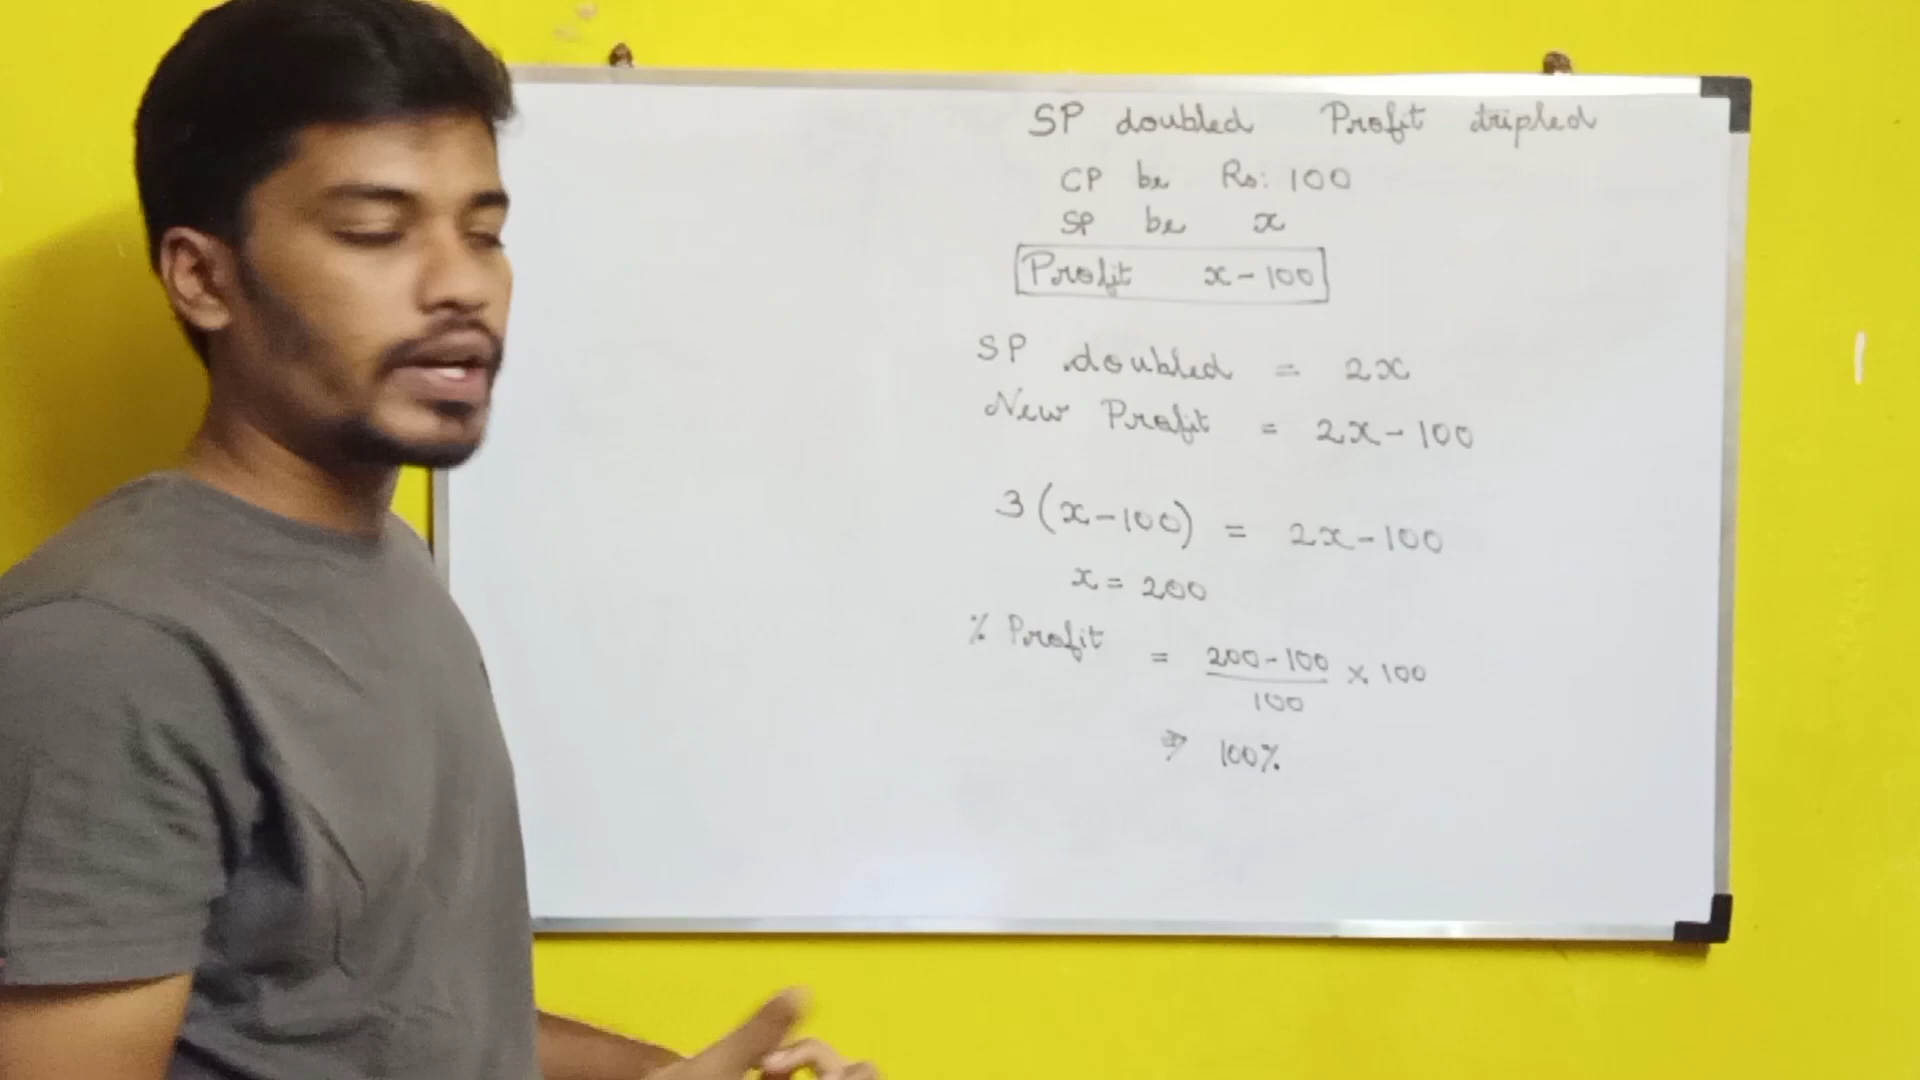 SP doubled Profit tripled
CP be Rs: 100
SP be x
Profit x - 100
SP doubled = 2x
New Profit = 2x - 100
3(x - 100) = 2x - 100
x = 200
% Profit = 200 - 100 / 100 x 100
⇒ 100%